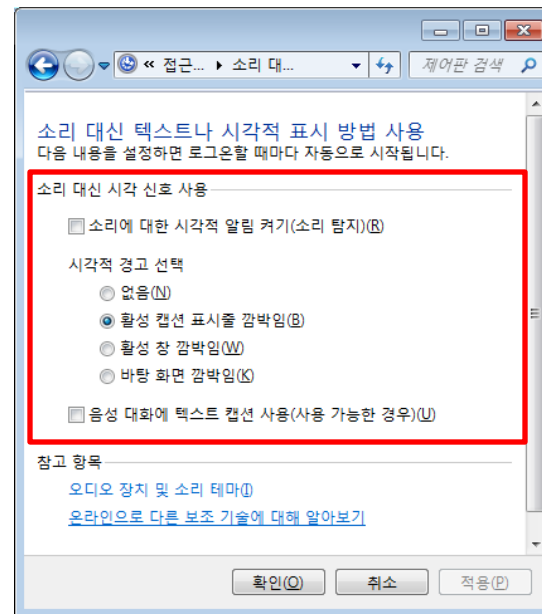 « 접근... ▸ 소리 대... 제어판 검색
소리 대신 텍스트나 시각적 표시 방법 사용
다음 내용을 설정하면 로그온할 때마다 자동으로 시작됩니다.
소리 대신 시각 신호 사용
소리에 대한 시각적 알림 켜기(소리 탐지)(R)
시각적 경고 선택
없음(N)
활성 캡션 표시줄 깜박임(B)
활성 창 깜박임(W)
바탕 화면 깜박임(K)
음성 대화에 텍스트 캡션 사용(사용 가능한 경우)(U)
참고 항목
오디오 장치 및 소리 테마(I)
온라인으로 다른 보조 기술에 대해 알아보기
확인(O) 취소 적용(P)